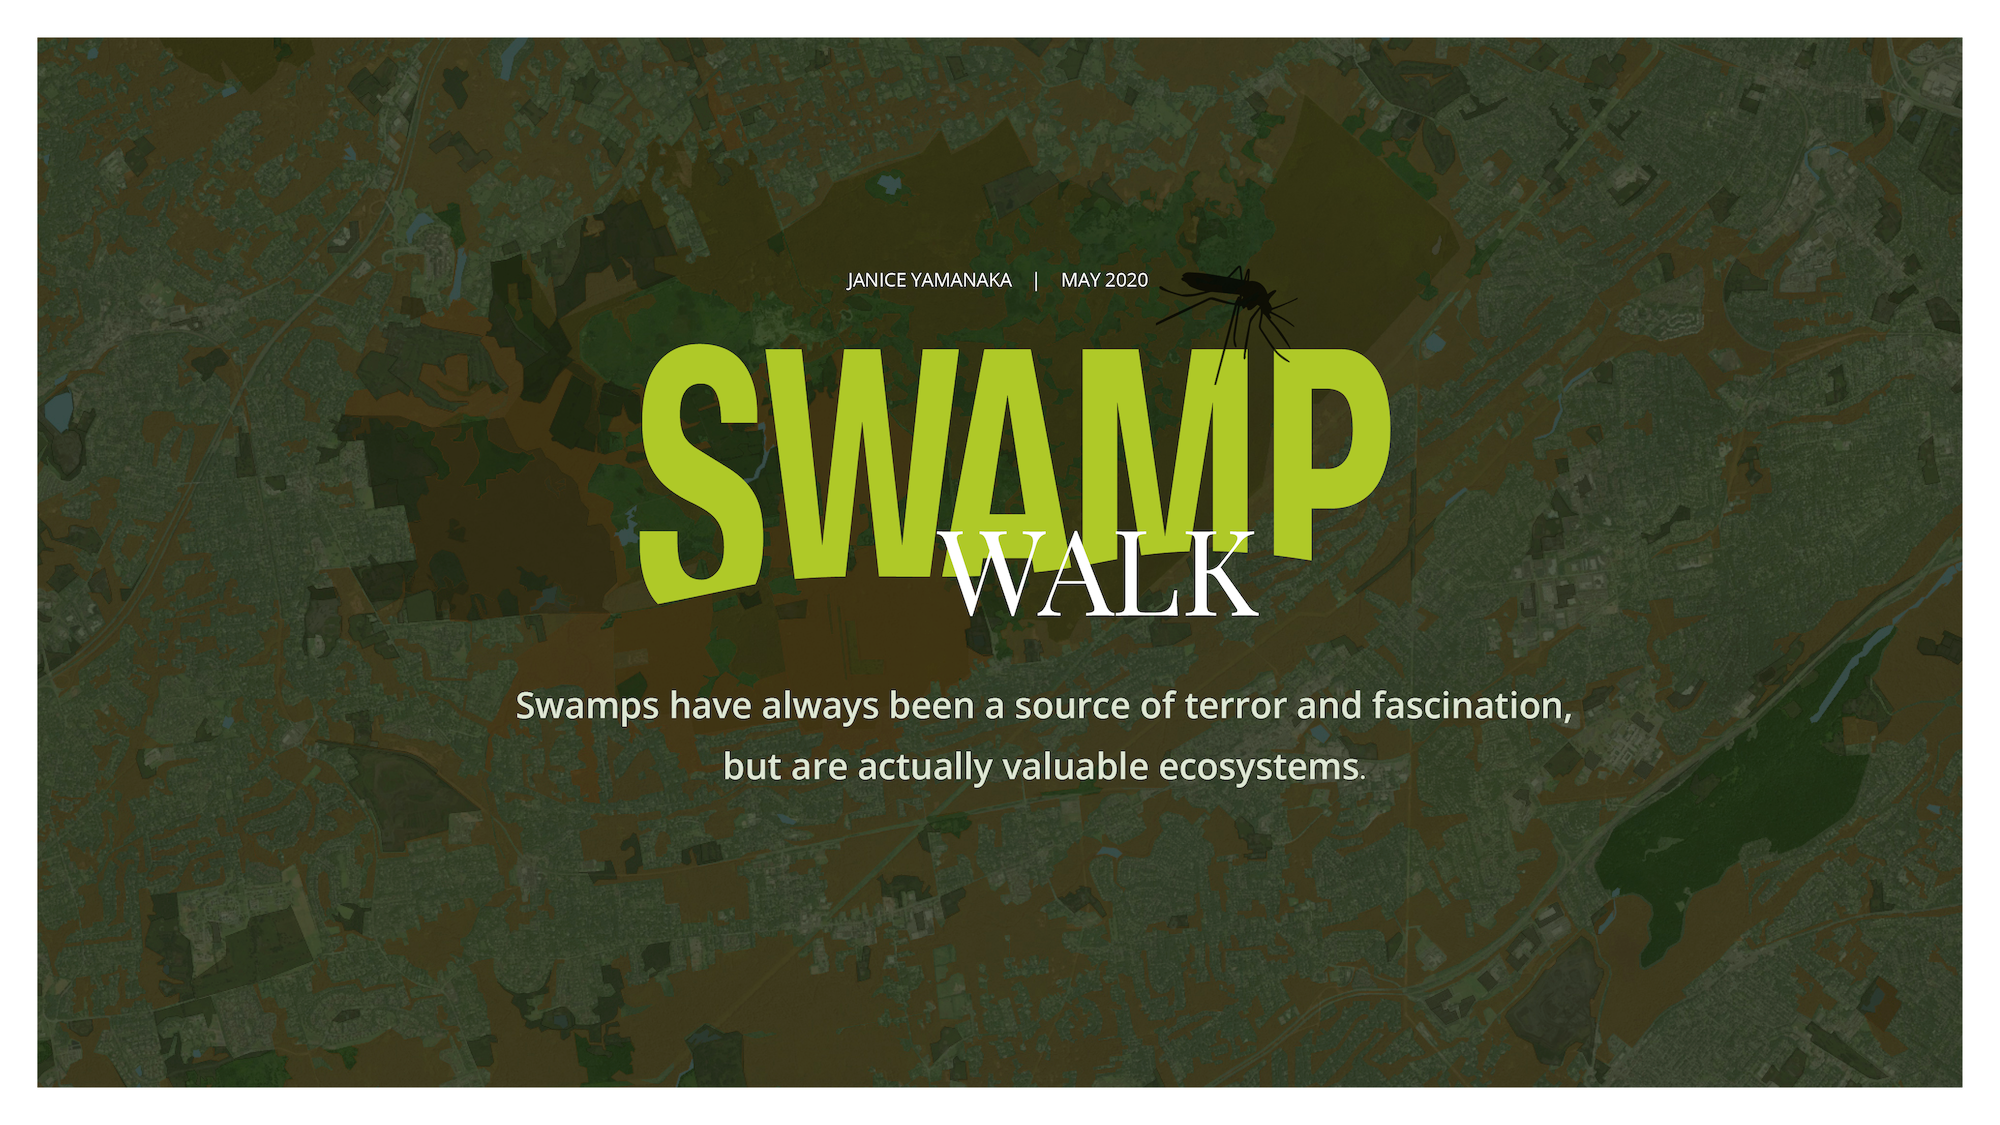 JANICE YAMANAKA | MAY 2020
SWAMP
WALK
Swamps have always been a source of terror and fascination,
but are actually valuable ecosystems.